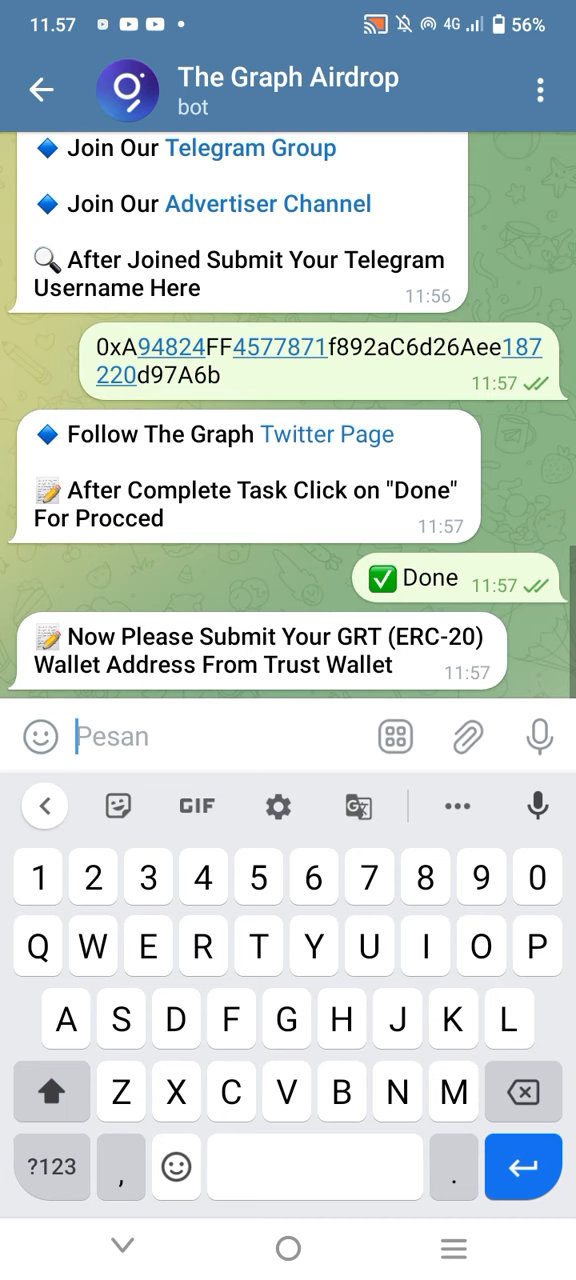 11.57
4G
56%
The Graph Airdrop
bot
🔷 Join Our Telegram Group
🔷 Join Our Advertiser Channel
🔍 After Joined Submit Your Telegram
Username Here
11:56
0xA94824FF4577871f892aC6d26Aee187
220d97A6b
11:57
🔷 Follow The Graph Twitter Page
📝 After Complete Task Click on "Done"
For Procced
11:57
✅ Done
11:57
📝 Now Please Submit Your GRT (ERC-20)
Wallet Address From Trust Wallet
11:57
Pesan
GIF
1 2 3 4 5 6 7 8 9 0
Q W E R T Y U I O P
A S D F G H J K L
Z X C V B N M
?123 , .